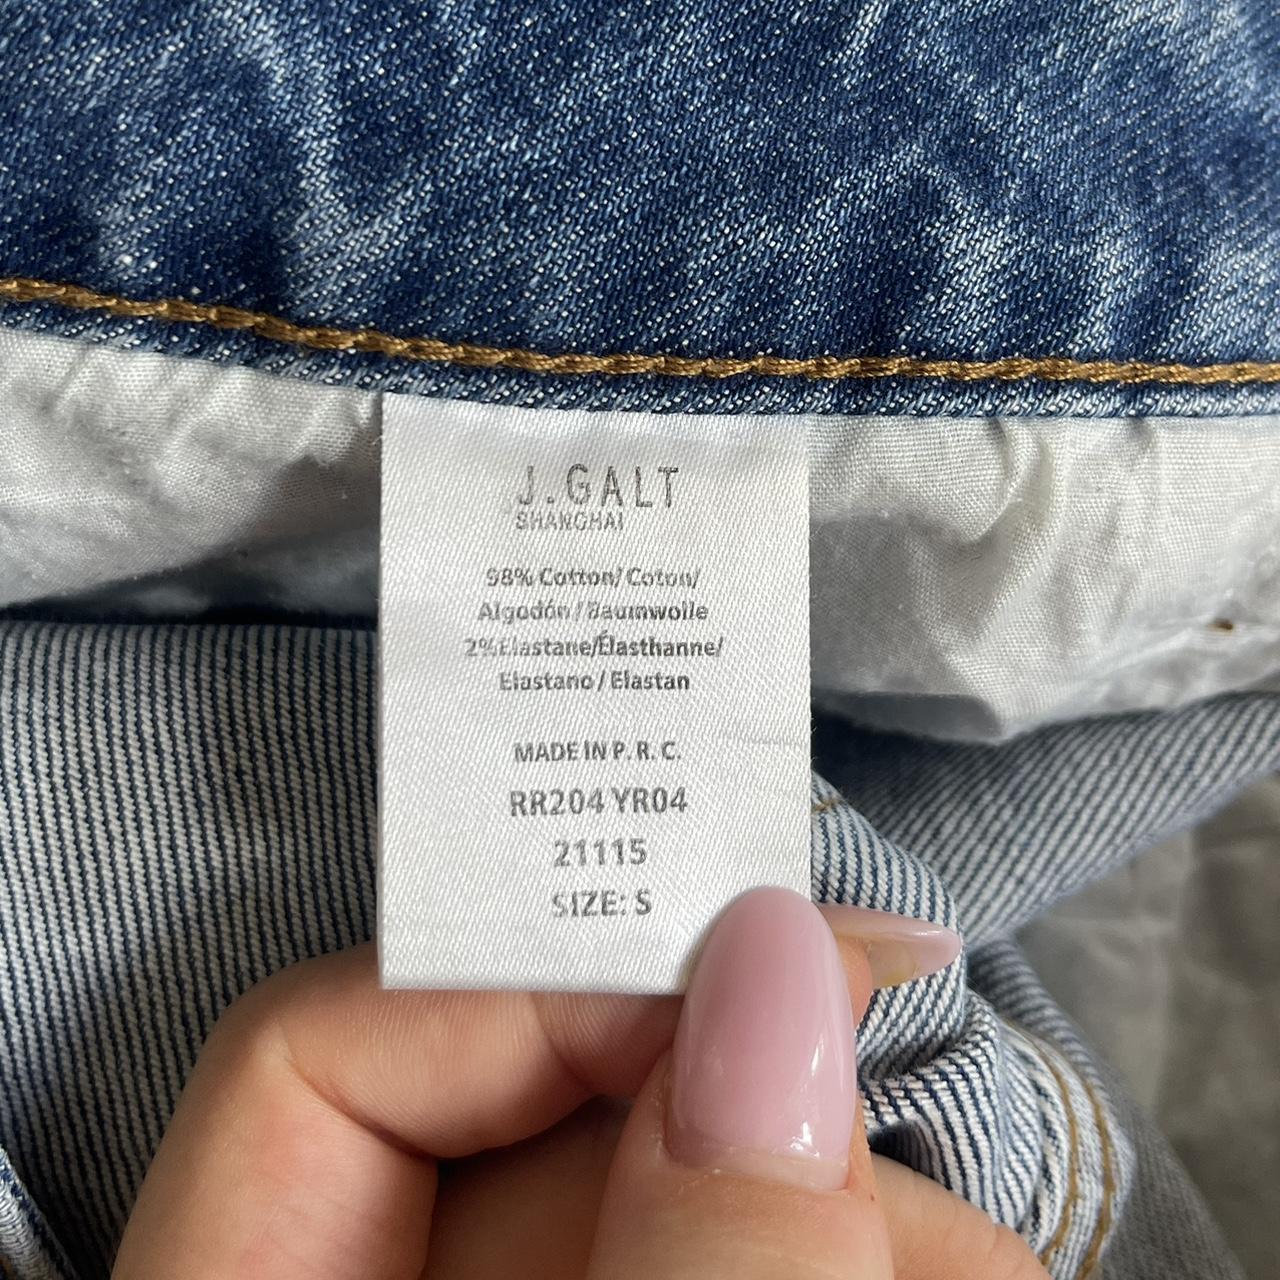 J.GALT
SHANGHAI
98% Cotton/Coton/
Algodón/Baumwolle
2%Elastane/Élasthanne/
Elastano/Elastan
MADE IN P. R. C.
RR204 YR04
21115
SIZE: S